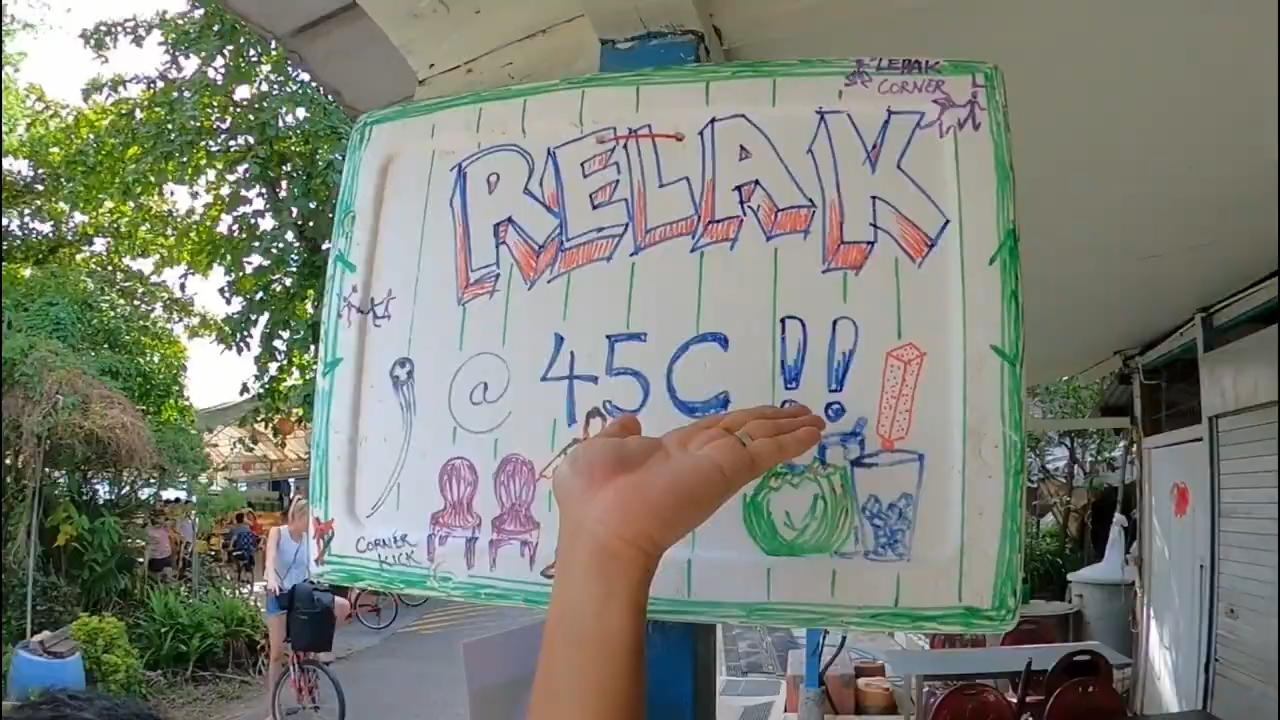 LEPAK
CORNER
RELAK
@ 45C !!
CORNER
KICK